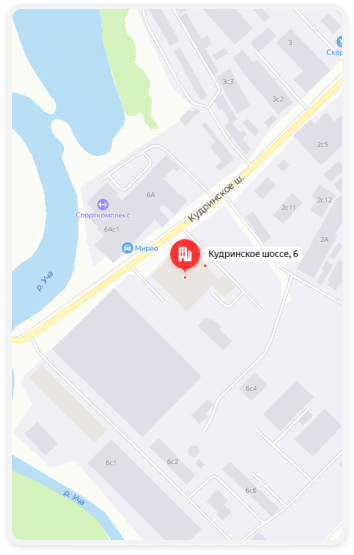 3
Скор
3с3
3с2
2с5
6А
Кудринское ш.
Спорткомплекс
6Ас1
2с11
2с12
2А
Мирао
Кудринское шоссе, 6
р. Уча
6с4
6с1
6с2
6с6
р. Уча